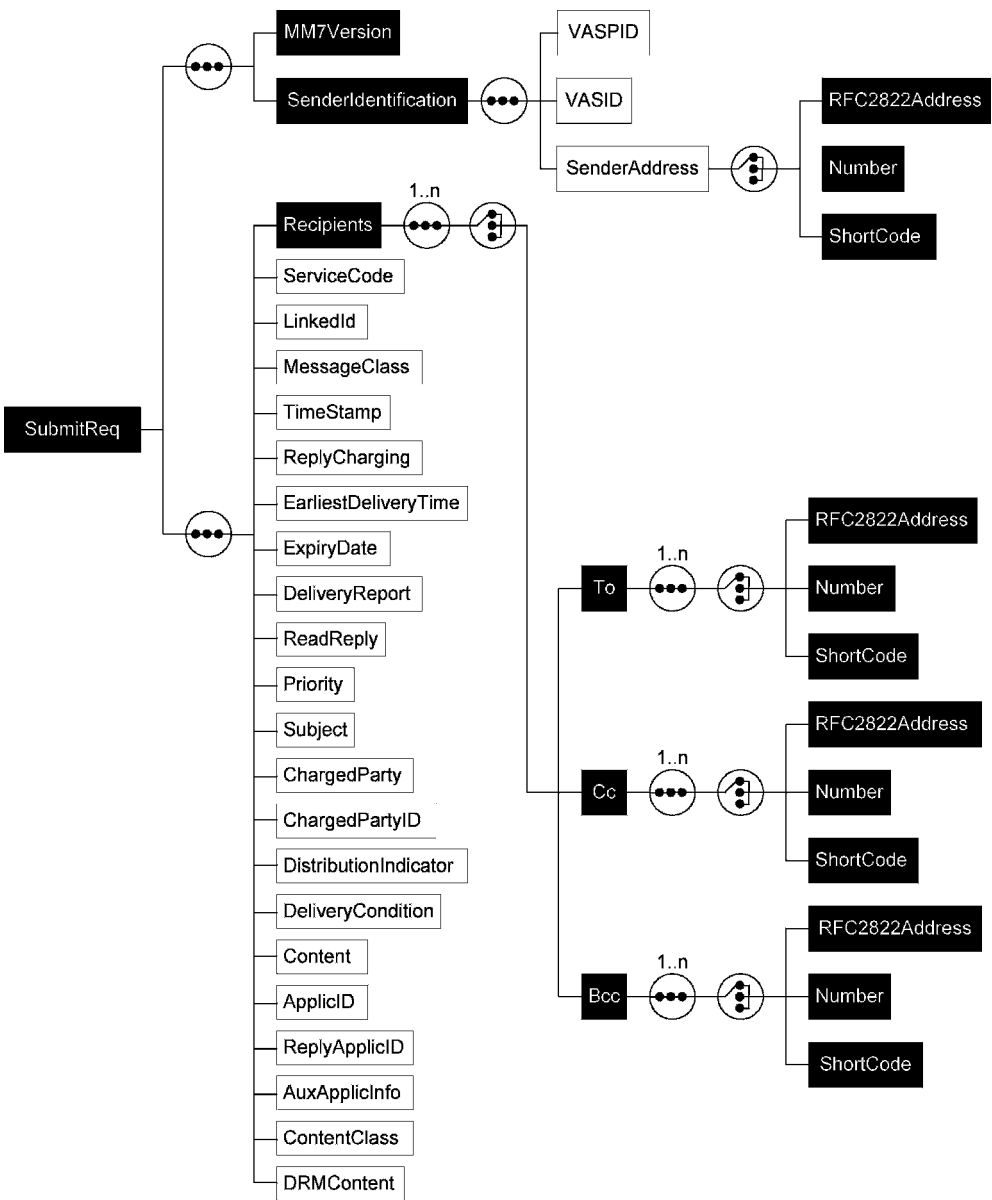 MM7Version
SenderIdentification
VASPID
VASID
SenderAddress
RFC2822Address
Number
ShortCode
SubmitReq
Recipients
1..n
ServiceCode
LinkedId
MessageClass
TimeStamp
ReplyCharging
EarliestDeliveryTime
ExpiryDate
DeliveryReport
ReadReply
Priority
Subject
ChargedParty
ChargedPartyID
DistributionIndicator
DeliveryCondition
Content
ApplicID
ReplyApplicID
AuxApplicInfo
ContentClass
DRMContent
To
1..n
RFC2822Address
Number
ShortCode
Cc
1..n
RFC2822Address
Number
ShortCode
Bcc
1..n
RFC2822Address
Number
ShortCode